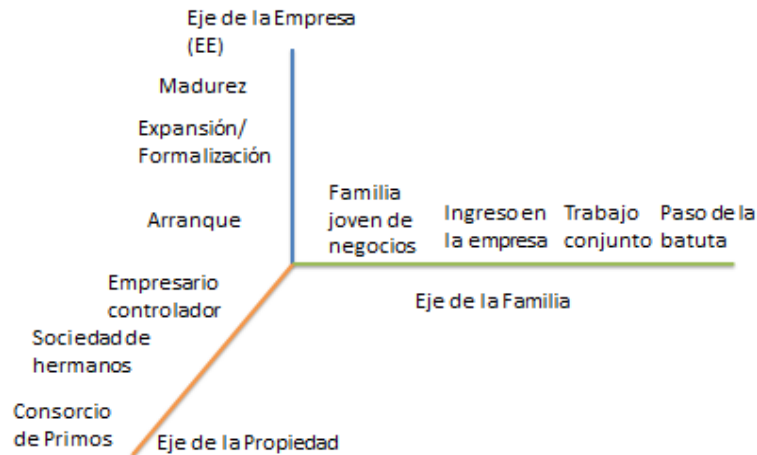 Eje de la Empresa
(EE)
Madurez
Expansión/
Formalización
Arranque
Familia
joven de
negocios
Ingreso en
la empresa
Trabajo
conjunto
Paso de la
batuta
Eje de la Familia
Empresario
controlador
Sociedad de
hermanos
Consorcio
de Primos
Eje de la Propiedad